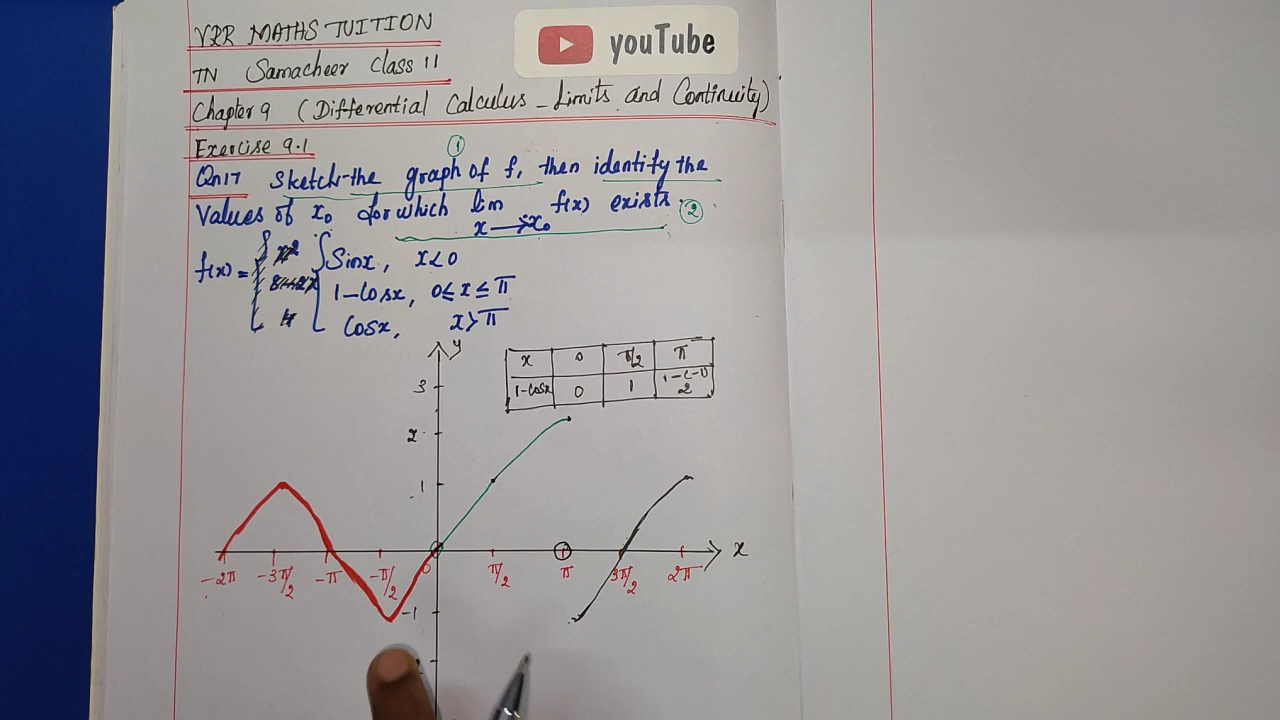 VRR MATHS TUITION
youTube
TN Samacheer Class 11
Chapter 9 (Differential Calculus - Limits and Continuity)
Exercise 9.1
①
Qn17 Sketch the graph of f, then identify the
values of x₀ for which lim f(x) exists. ②
x→x₀
f(x) = { Sinx, x<0
1-Cosx, 0≤x≤π
Cosx, x>π
y
x 0 π/2 π
1-Cosx 0 1 1-(-1) 2
3
2
1
x
-2π -3π/2 -π -π/2 0 π/2 π 3π/2 2π
-1